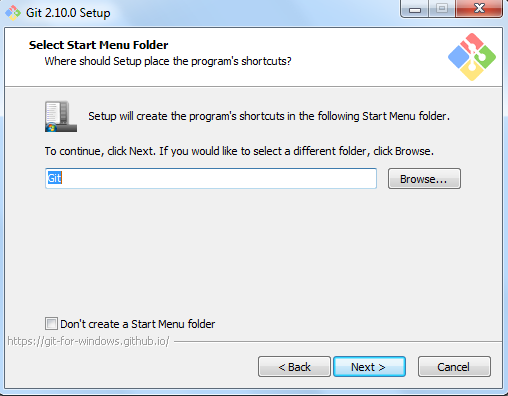 Git 2.10.0 Setup
Select Start Menu Folder
Where should Setup place the program's shortcuts?
Setup will create the program's shortcuts in the following Start Menu folder.
To continue, click Next. If you would like to select a different folder, click Browse.
Git
Browse...
Don't create a Start Menu folder
https://git-for-windows.github.io/
< Back
Next >
Cancel